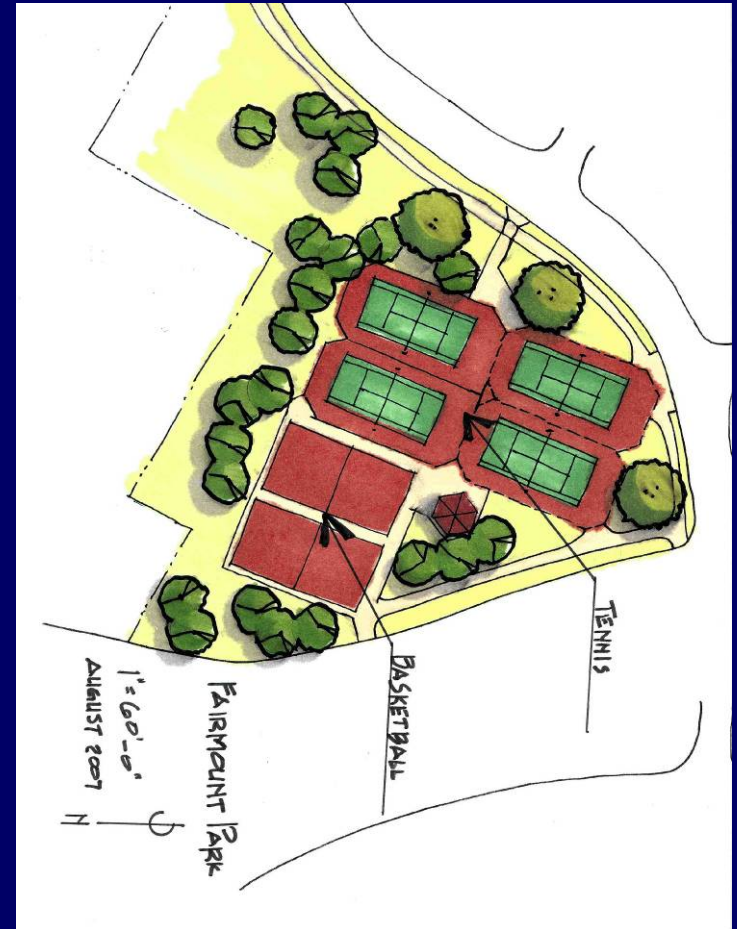 TENNIS
BASKETBALL
FAIRMOUNT PARK
1"=60'-0"
AUGUST 2007
N